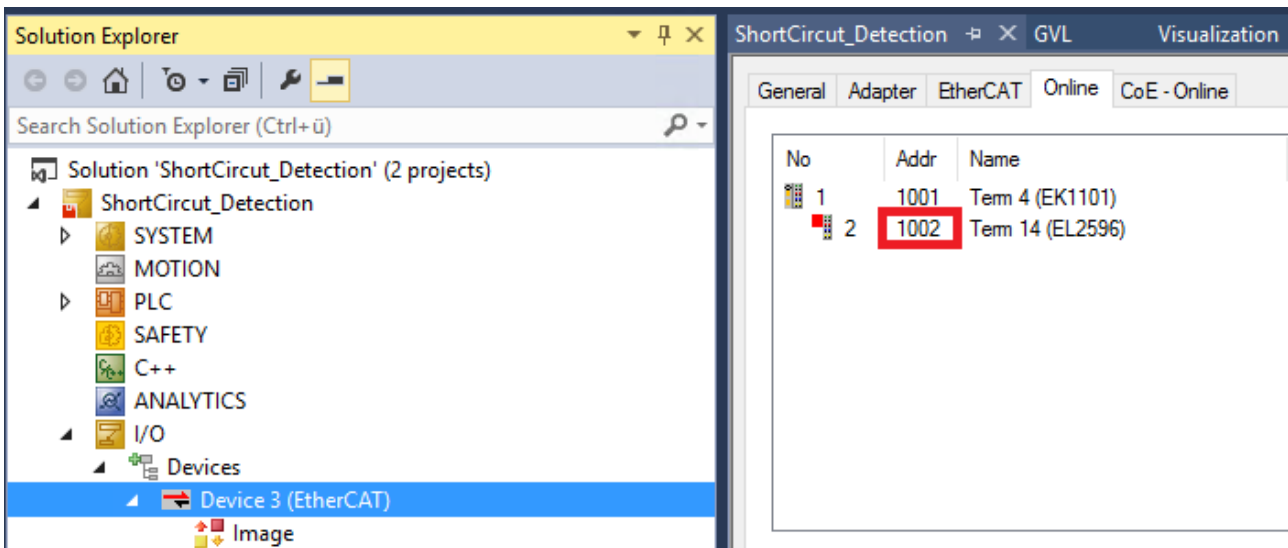 Solution Explorer
Search Solution Explorer (Ctrl+ü)
Solution 'ShortCircut_Detection' (2 projects)
ShortCircut_Detection
SYSTEM
MOTION
PLC
SAFETY
C++
ANALYTICS
I/O
Devices
Device 3 (EtherCAT)
Image
ShortCircut_Detection GVL Visualization
General Adapter EtherCAT Online CoE - Online
No Addr Name
1 1001 Term 4 (EK1101)
2 1002 Term 14 (EL2596)